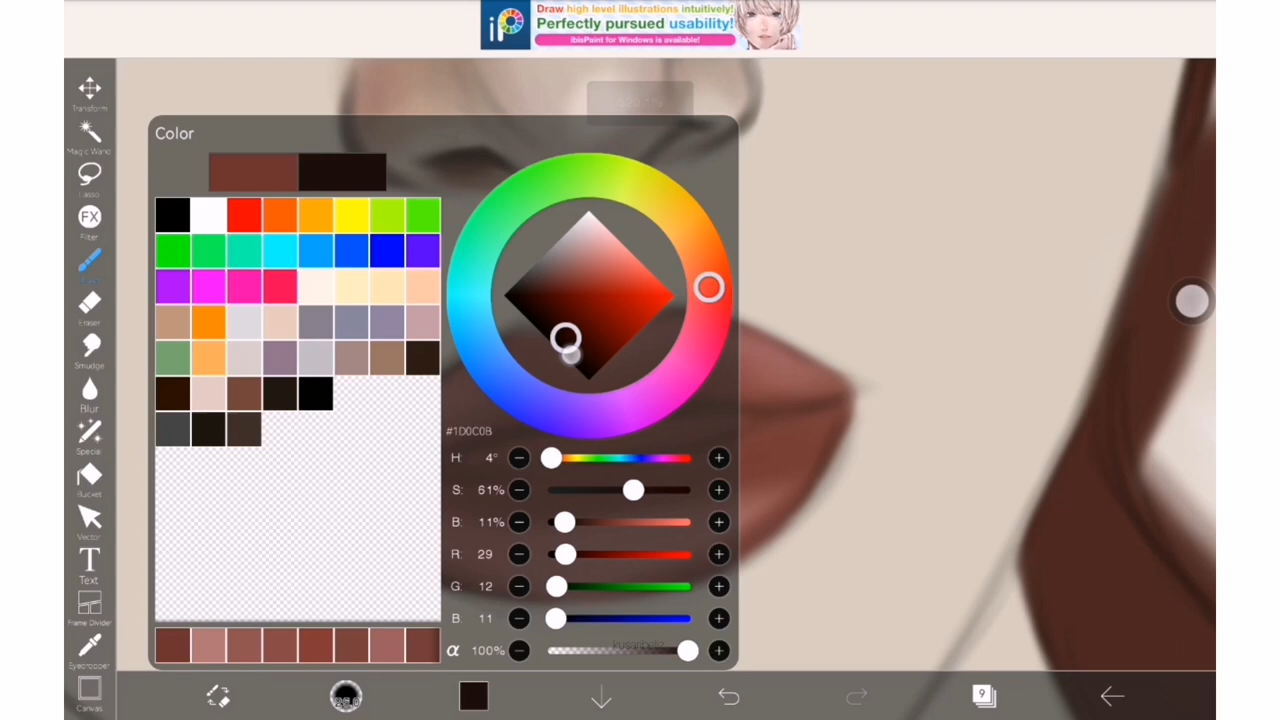 Draw high level illustrations intuitively!
Perfectly pursued usability!
ibisPaint for Windows is available!
Transform
Magic Wand
Lasso
FX
Filter
Eraser
Smudge
Blur
Special
Bucket
Vector
T
Text
Frame Divider
Eyedropper
Canvas
Color
#1D0C0B
H: 4°
S: 61%
B: 11%
R: 29
G: 12
B: 11
α 100%
9